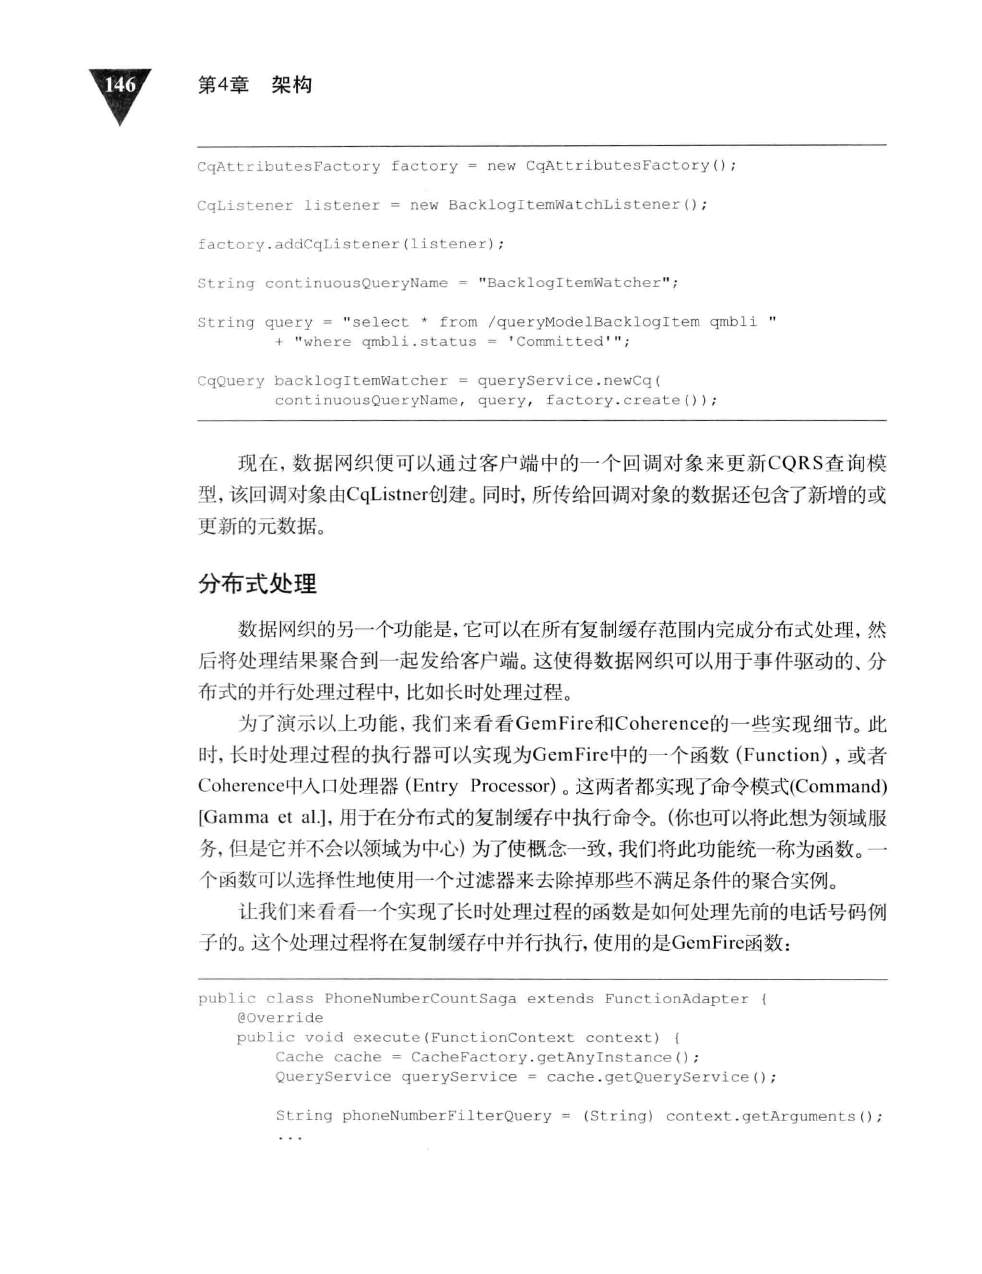 146
第4章 架构
CqAttributesFactory factory = new CqAttributesFactory();
CqListener listener = new BacklogItemWatchListener();
factory.addCqListener(listener);
String continuousQueryName = "BacklogItemWatcher";
String query = "select * from /queryModelBacklogItem qmbli "
        + "where qmbli.status = 'Committed'";
CqQuery backlogItemWatcher = queryService.newCq(
        continuousQueryName, query, factory.create());
现在, 数据网织便可以通过客户端中的一个回调对象来更新CQRS查询模
型, 该回调对象由CqListner创建。同时, 所传给回调对象的数据还包含了新增的或
更新的元数据。
分布式处理
数据网织的另一个功能是, 它可以在所有复制缓存范围内完成分布式处理, 然
后将处理结果聚合到一起发给客户端。这使得数据网织可以用于事件驱动的、分
布式的并行处理过程中, 比如长时处理过程。
为了演示以上功能, 我们来看看GemFire和Coherence的一些实现细节。此
时, 长时处理过程的执行器可以实现为GemFire中的一个函数 (Function) , 或者
Coherence中入口处理器 (Entry Processor) 。这两者都实现了命令模式(Command)
[Gamma et al.], 用于在分布式的复制缓存中执行命令。(你也可以将此想为领域服
务, 但是它并不会以领域为中心) 为了使概念一致, 我们将此功能统一称为函数。一
个函数可以选择性地使用一个过滤器来去除掉那些不满足条件的聚合实例。
让我们来看看一个实现了长时处理过程的函数是如何处理先前的电话号码例
子的。这个处理过程将在复制缓存中并行执行, 使用的是GemFire函数:
public class PhoneNumberCountSaga extends FunctionAdapter {
    @Override
    public void execute(FunctionContext context) {
        Cache cache = CacheFactory.getAnyInstance();
        QueryService queryService = cache.getQueryService();
        String phoneNumberFilterQuery = (String) context.getArguments();
        ...